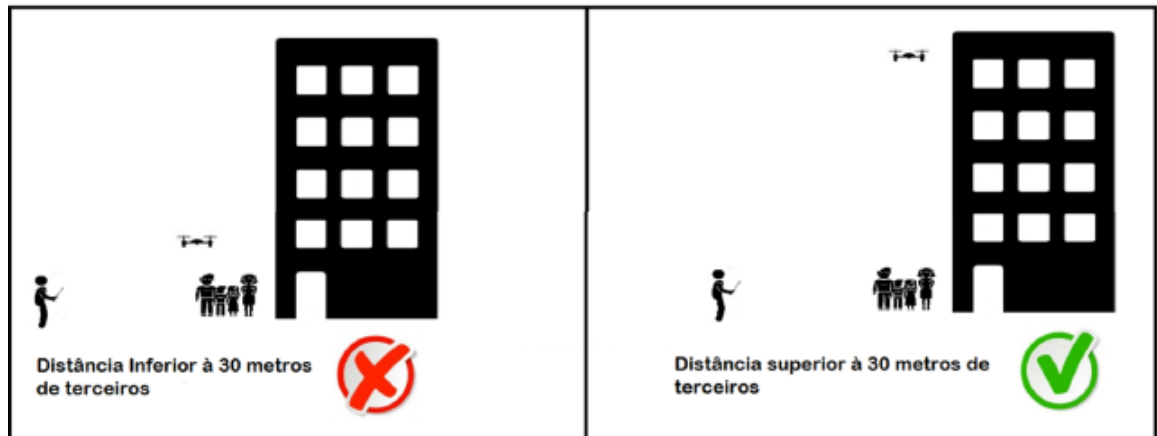 Distância Inferior à 30 metros
de terceiros
Distância superior à 30 metros de
terceiros